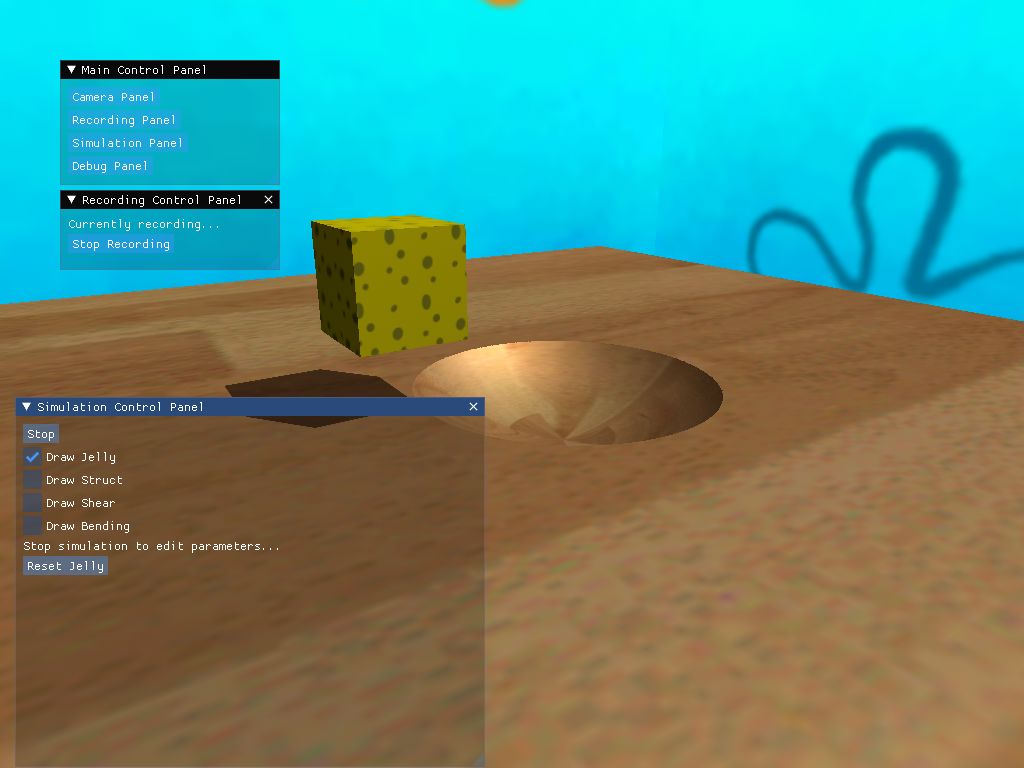 Main Control Panel
Camera Panel
Recording Panel
Simulation Panel
Debug Panel
Recording Control Panel
Currently recording...
Stop Recording
Simulation Control Panel
Stop
Draw Jelly
Draw Struct
Draw Shear
Draw Bending
Stop simulation to edit parameters...
Reset Jelly